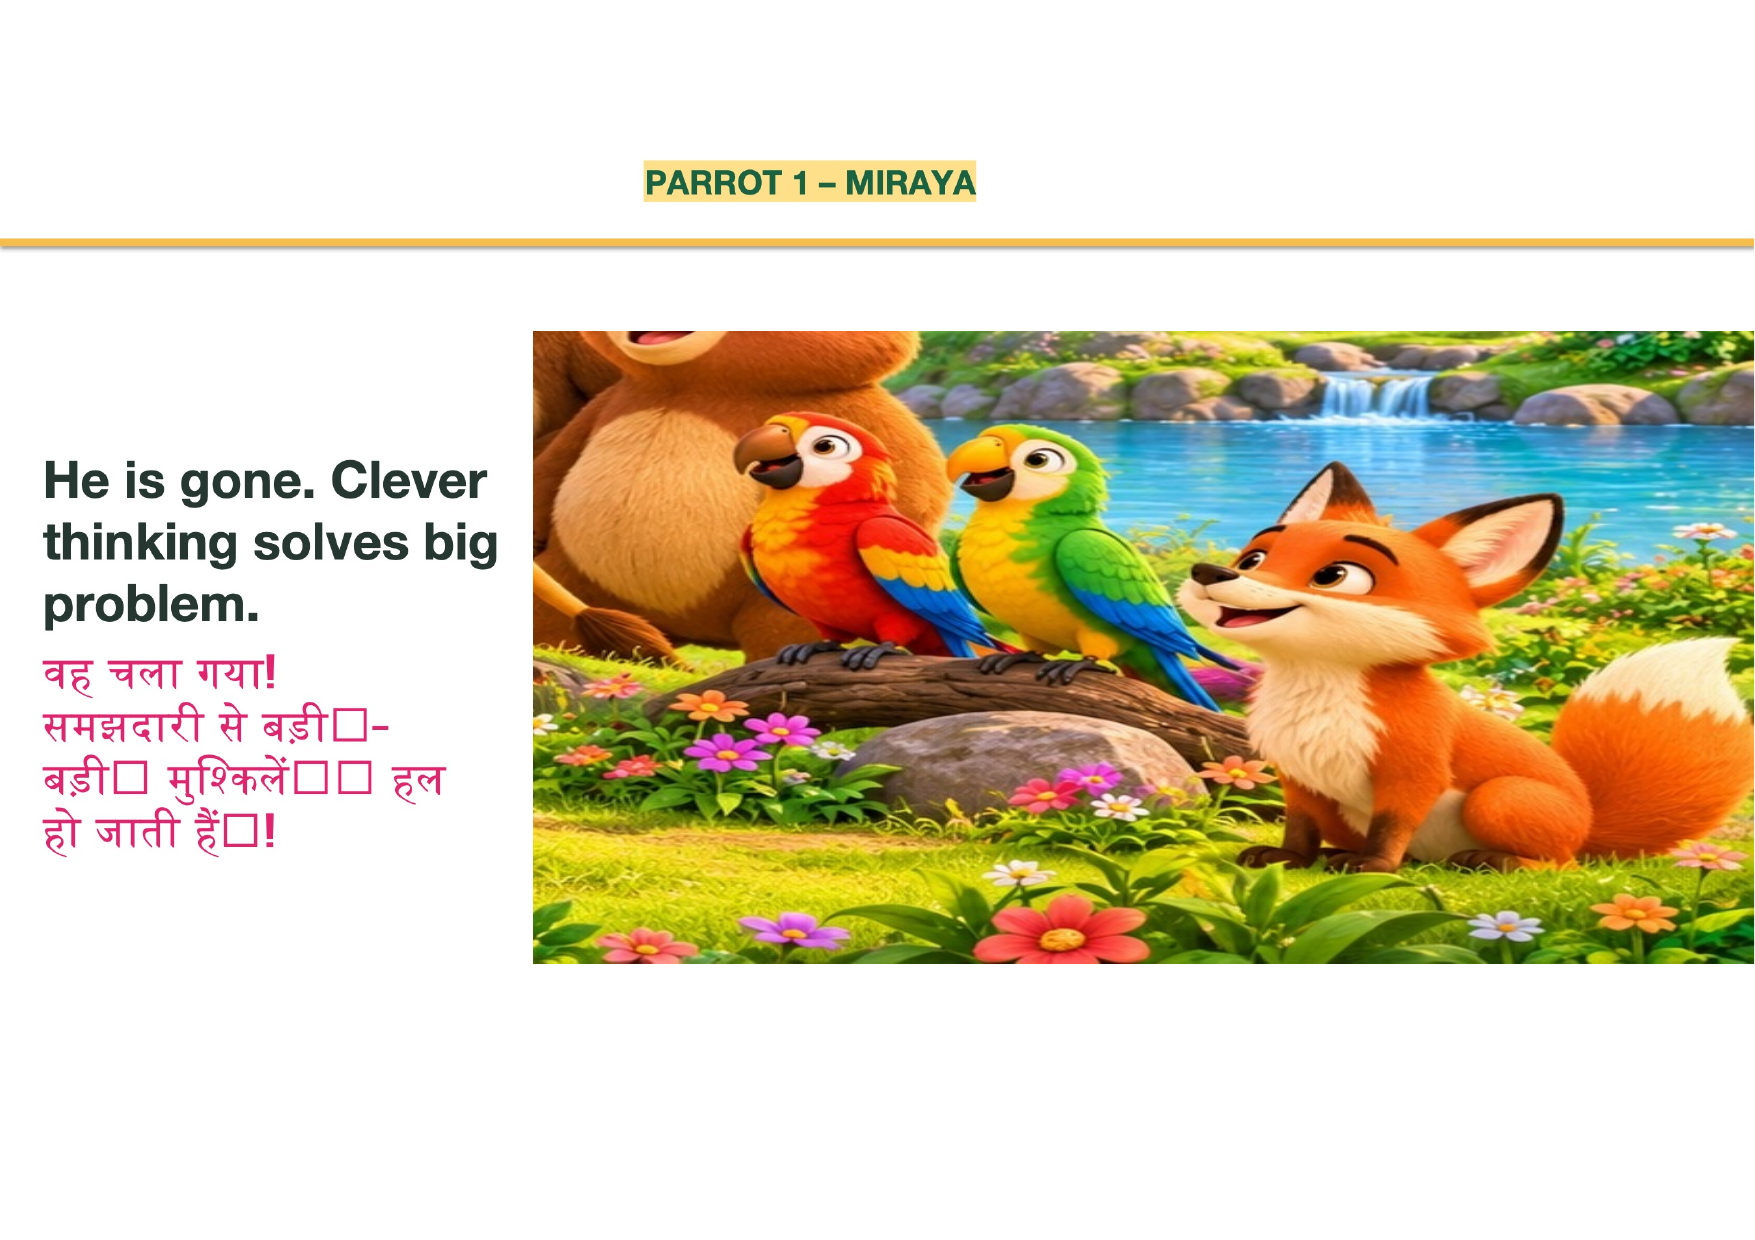 PARROT 1 – MIRAYA
He is gone. Clever
thinking solves big
problem.
वह चला गया!
समझदारी से बड़ी□-
बड़ी□ मुश्किलें□□ हल
हो जाती हैं□!